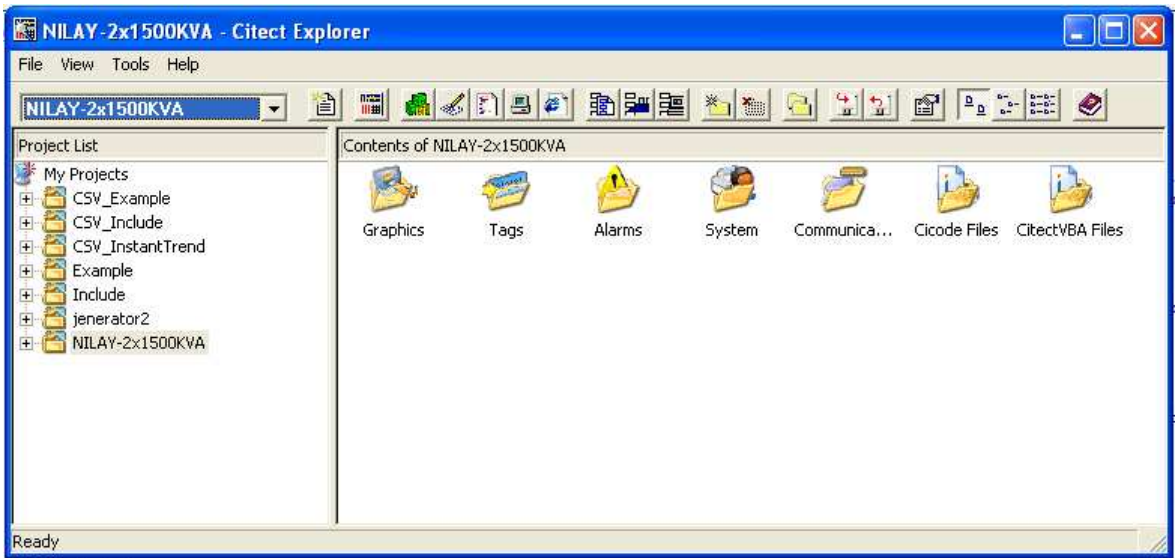 NILAY-2x1500KVA - Citect Explorer
File View Tools Help
NILAY-2x1500KVA
Project List
Contents of NILAY-2x1500KVA
My Projects
CSV_Example
CSV_Include
CSV_InstantTrend
Example
Include
jenerator2
NILAY-2x1500KVA
Graphics Tags Alarms System Communica... Cicode Files CitectVBA Files
Ready